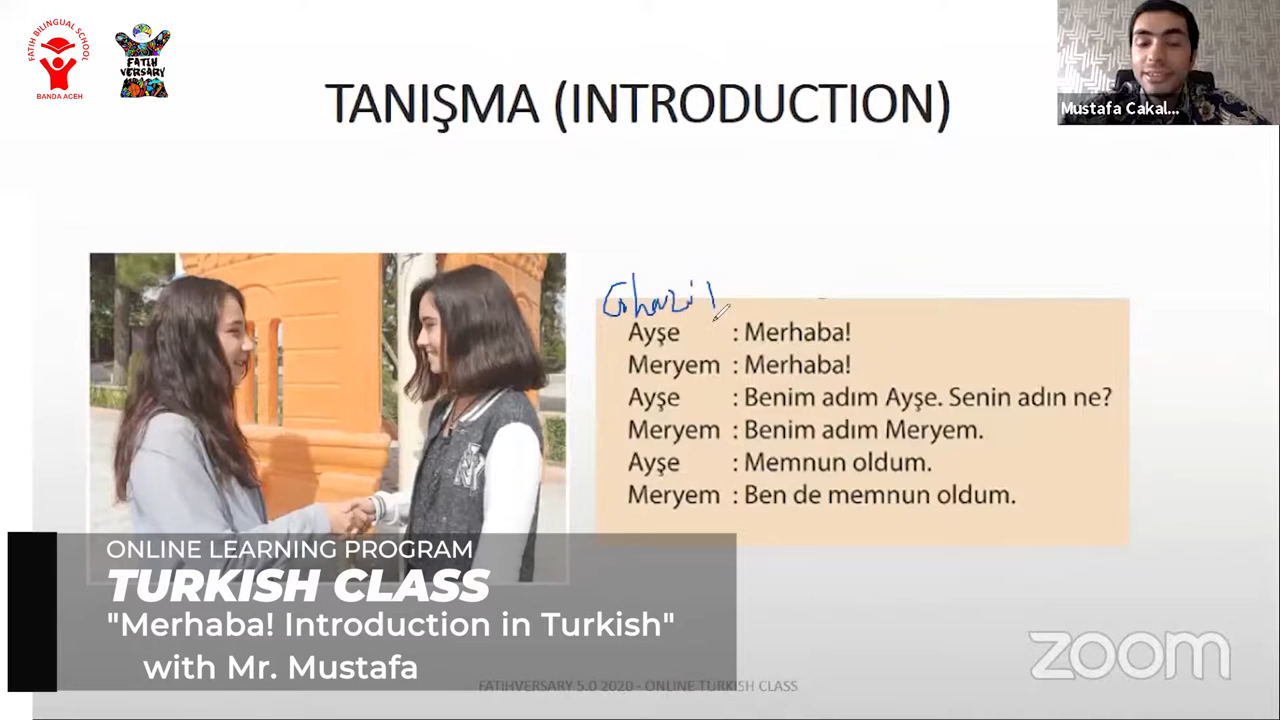 FATIH BILINGUAL SCHOOL
BANDA ACEH
FATIH
VERSARY
TANIŞMA (INTRODUCTION)
Mustafa Cakal...
Ghazi
Ayşe : Merhaba!
Meryem : Merhaba!
Ayşe : Benim adım Ayşe. Senin adın ne?
Meryem : Benim adım Meryem.
Ayşe : Memnun oldum.
Meryem : Ben de memnun oldum.
NY
ONLINE LEARNING PROGRAM
TURKISH CLASS
"Merhaba! Introduction in Turkish"
with Mr. Mustafa
zoom
FATIHVERSARY 5.0 2020 - ONLINE TURKISH CLASS